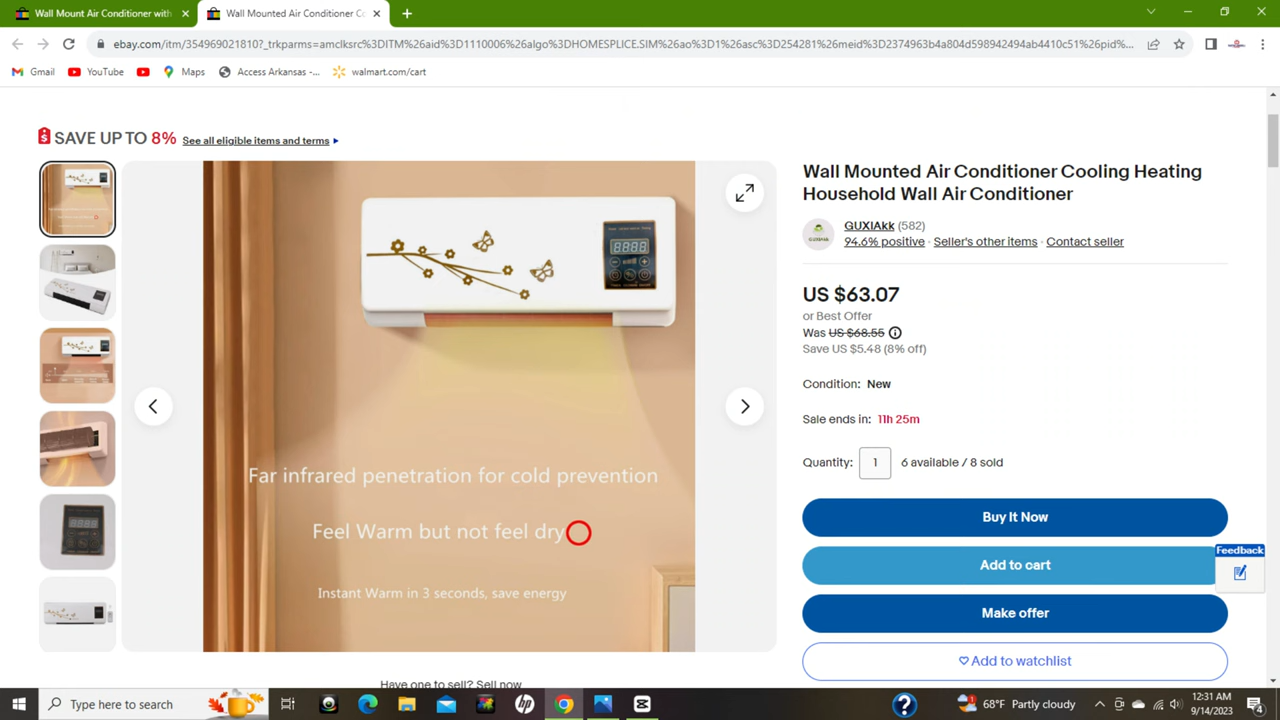 Wall Mount Air Conditioner with
Wall Mounted Air Conditioner Co
ebay.com/itm/354969021810?_trkparms=amclksrc%3DITM%26aid%3D1110006%26algo%3DHOMESPLICE.SIM%26ao%3D1%26asc%3D254281%26meid%3D2374963b4a804d598942494ab4410c51%26pid%...
Gmail
YouTube
Maps
Access Arkansas -...
walmart.com/cart
SAVE UP TO 8% See all eligible items and terms
Far infrared penetration for cold prevention
Feel Warm but not feel dry
Instant Warm in 3 seconds, save energy
Have one to sell? Sell now
Wall Mounted Air Conditioner Cooling Heating
Household Wall Air Conditioner
GUXIAkk (582)
94.6% positive · Seller's other items · Contact seller
US $63.07
or Best Offer
Was US $68.55
Save US $5.48 (8% off)
Condition: New
Sale ends in: 11h 25m
Quantity: 1 6 available / 8 sold
Buy It Now
Add to cart
Make offer
Add to watchlist
Feedback
Type here to search
68°F Partly cloudy
12:31 AM
9/14/2023